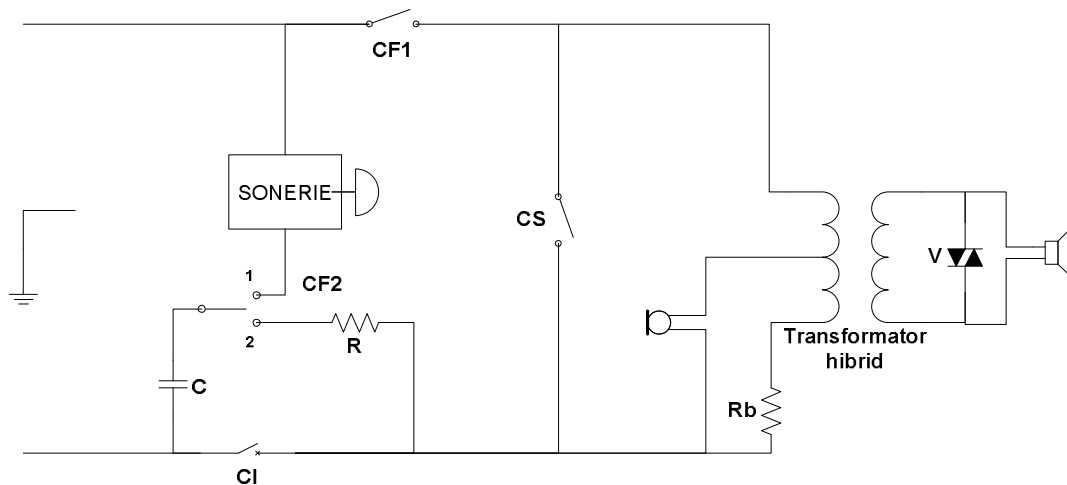 CF1
SONERIE
CS
1
CF2
V
2
R
Transformator
hibrid
C
Rb
CI